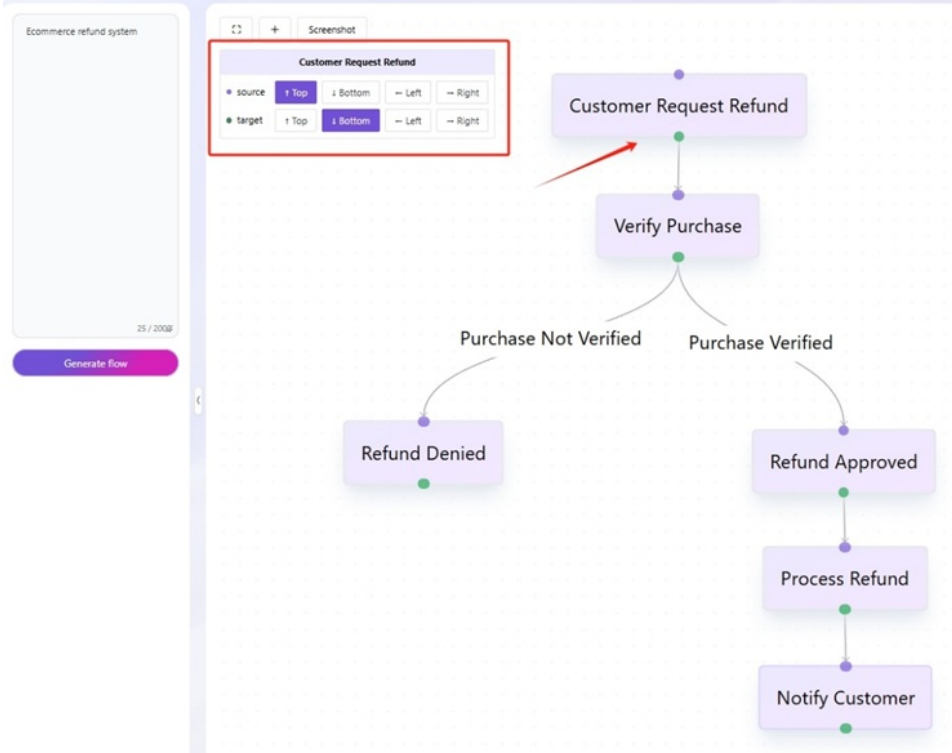 Ecommerce refund system
25 / 2000
Generate flow
Screenshot
Customer Request Refund
source ↑ Top ↓ Bottom ← Left → Right
target ↑ Top ↓ Bottom ← Left → Right
Customer Request Refund
Verify Purchase
Purchase Not Verified
Purchase Verified
Refund Denied
Refund Approved
Process Refund
Notify Customer